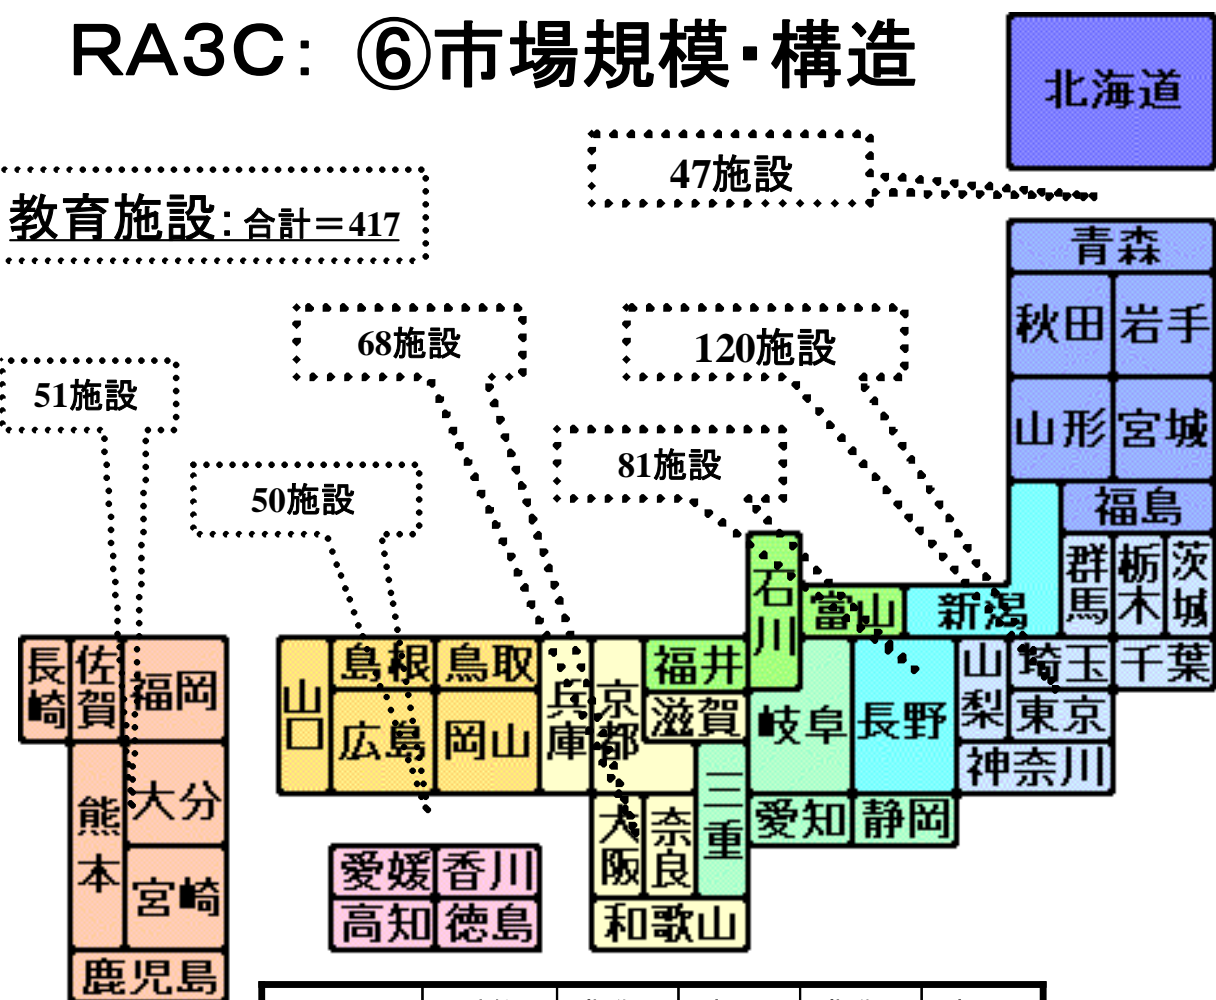 RA3C: ⑥市場規模・構造
北海道
47施設
教育施設: 合計=417
青森
68施設
120施設
秋田
岩手
51施設
山形
宮城
81施設
50施設
福島
石川
群馬
栃木
茨城
富山
新潟
長崎
佐賀
福岡
山口
島根
鳥取
兵庫
京都
福井
山梨
埼玉
千葉
広島
岡山
滋賀
岐阜
長野
東京
神奈川
熊本
大分
大阪
奈良
三重
愛知
静岡
宮崎
愛媛
香川
高知
徳島
和歌山
鹿児島